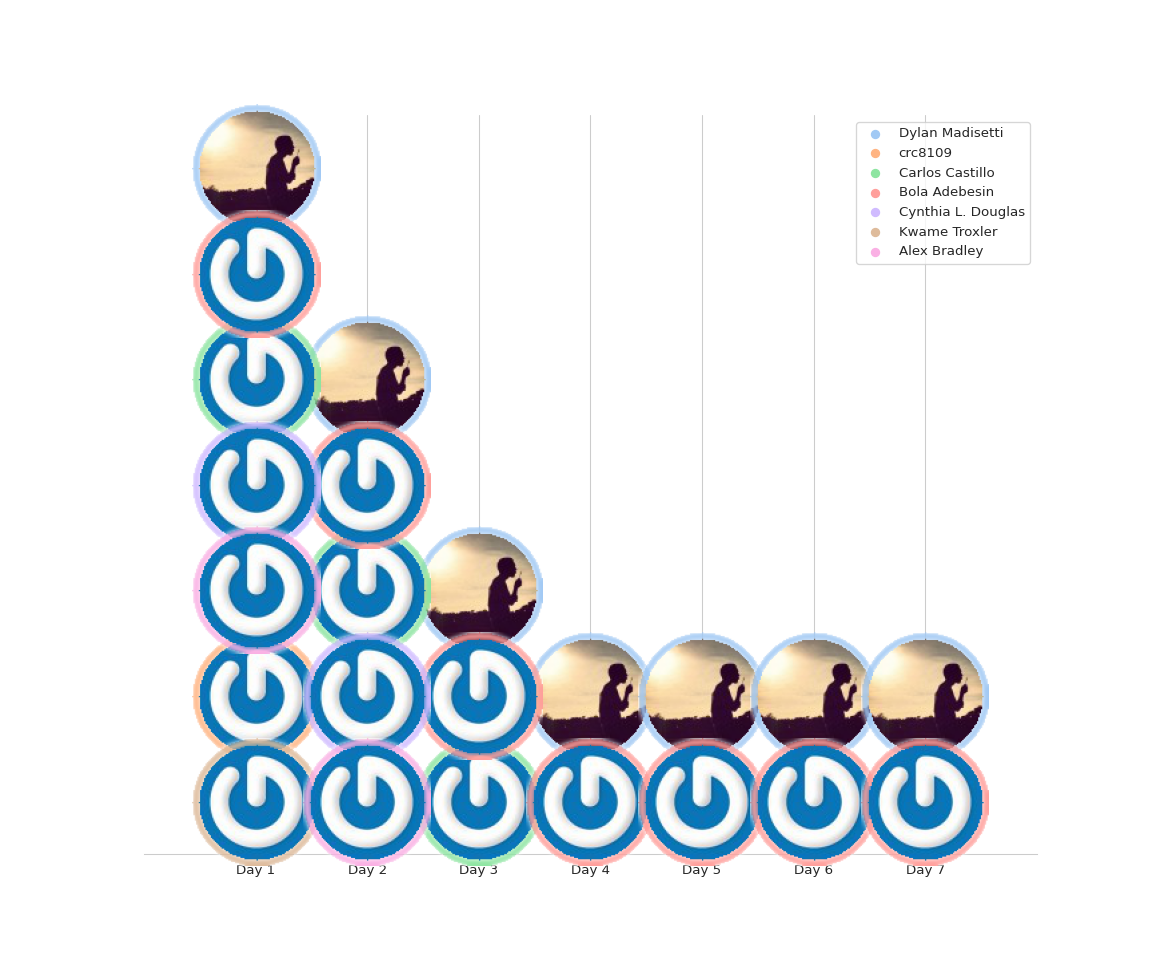 Dylan Madisetti
crc8109
Carlos Castillo
Bola Adebesin
Cynthia L. Douglas
Kwame Troxler
Alex Bradley
Day 1
Day 2
Day 3
Day 4
Day 5
Day 6
Day 7